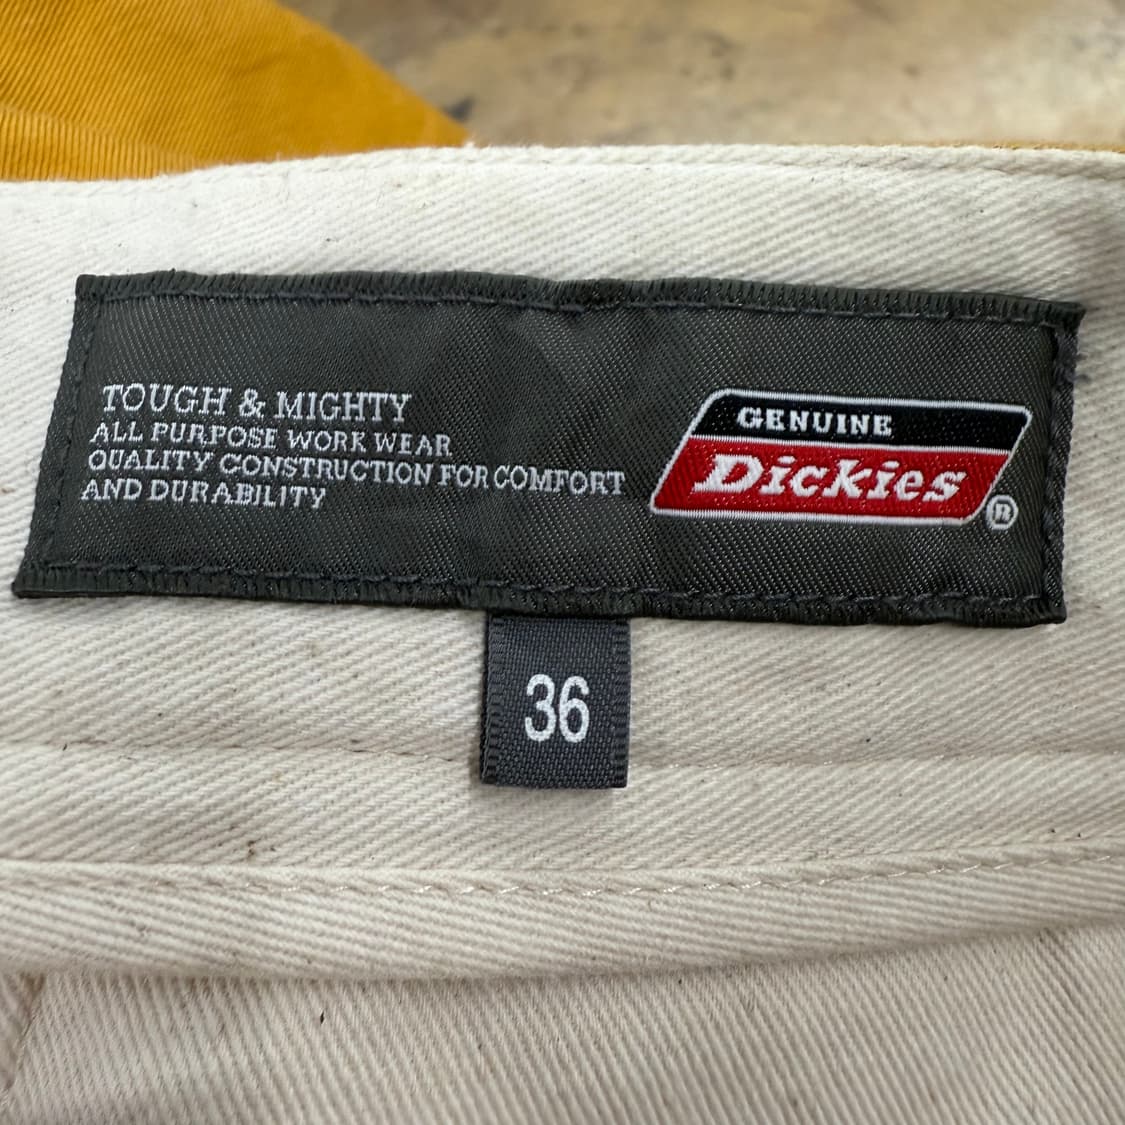 TOUGH & MIGHTY
ALL PURPOSE WORK WEAR
QUALITY CONSTRUCTION FOR COMFORT
AND DURABILITY
GENUINE
Dickies
®
36